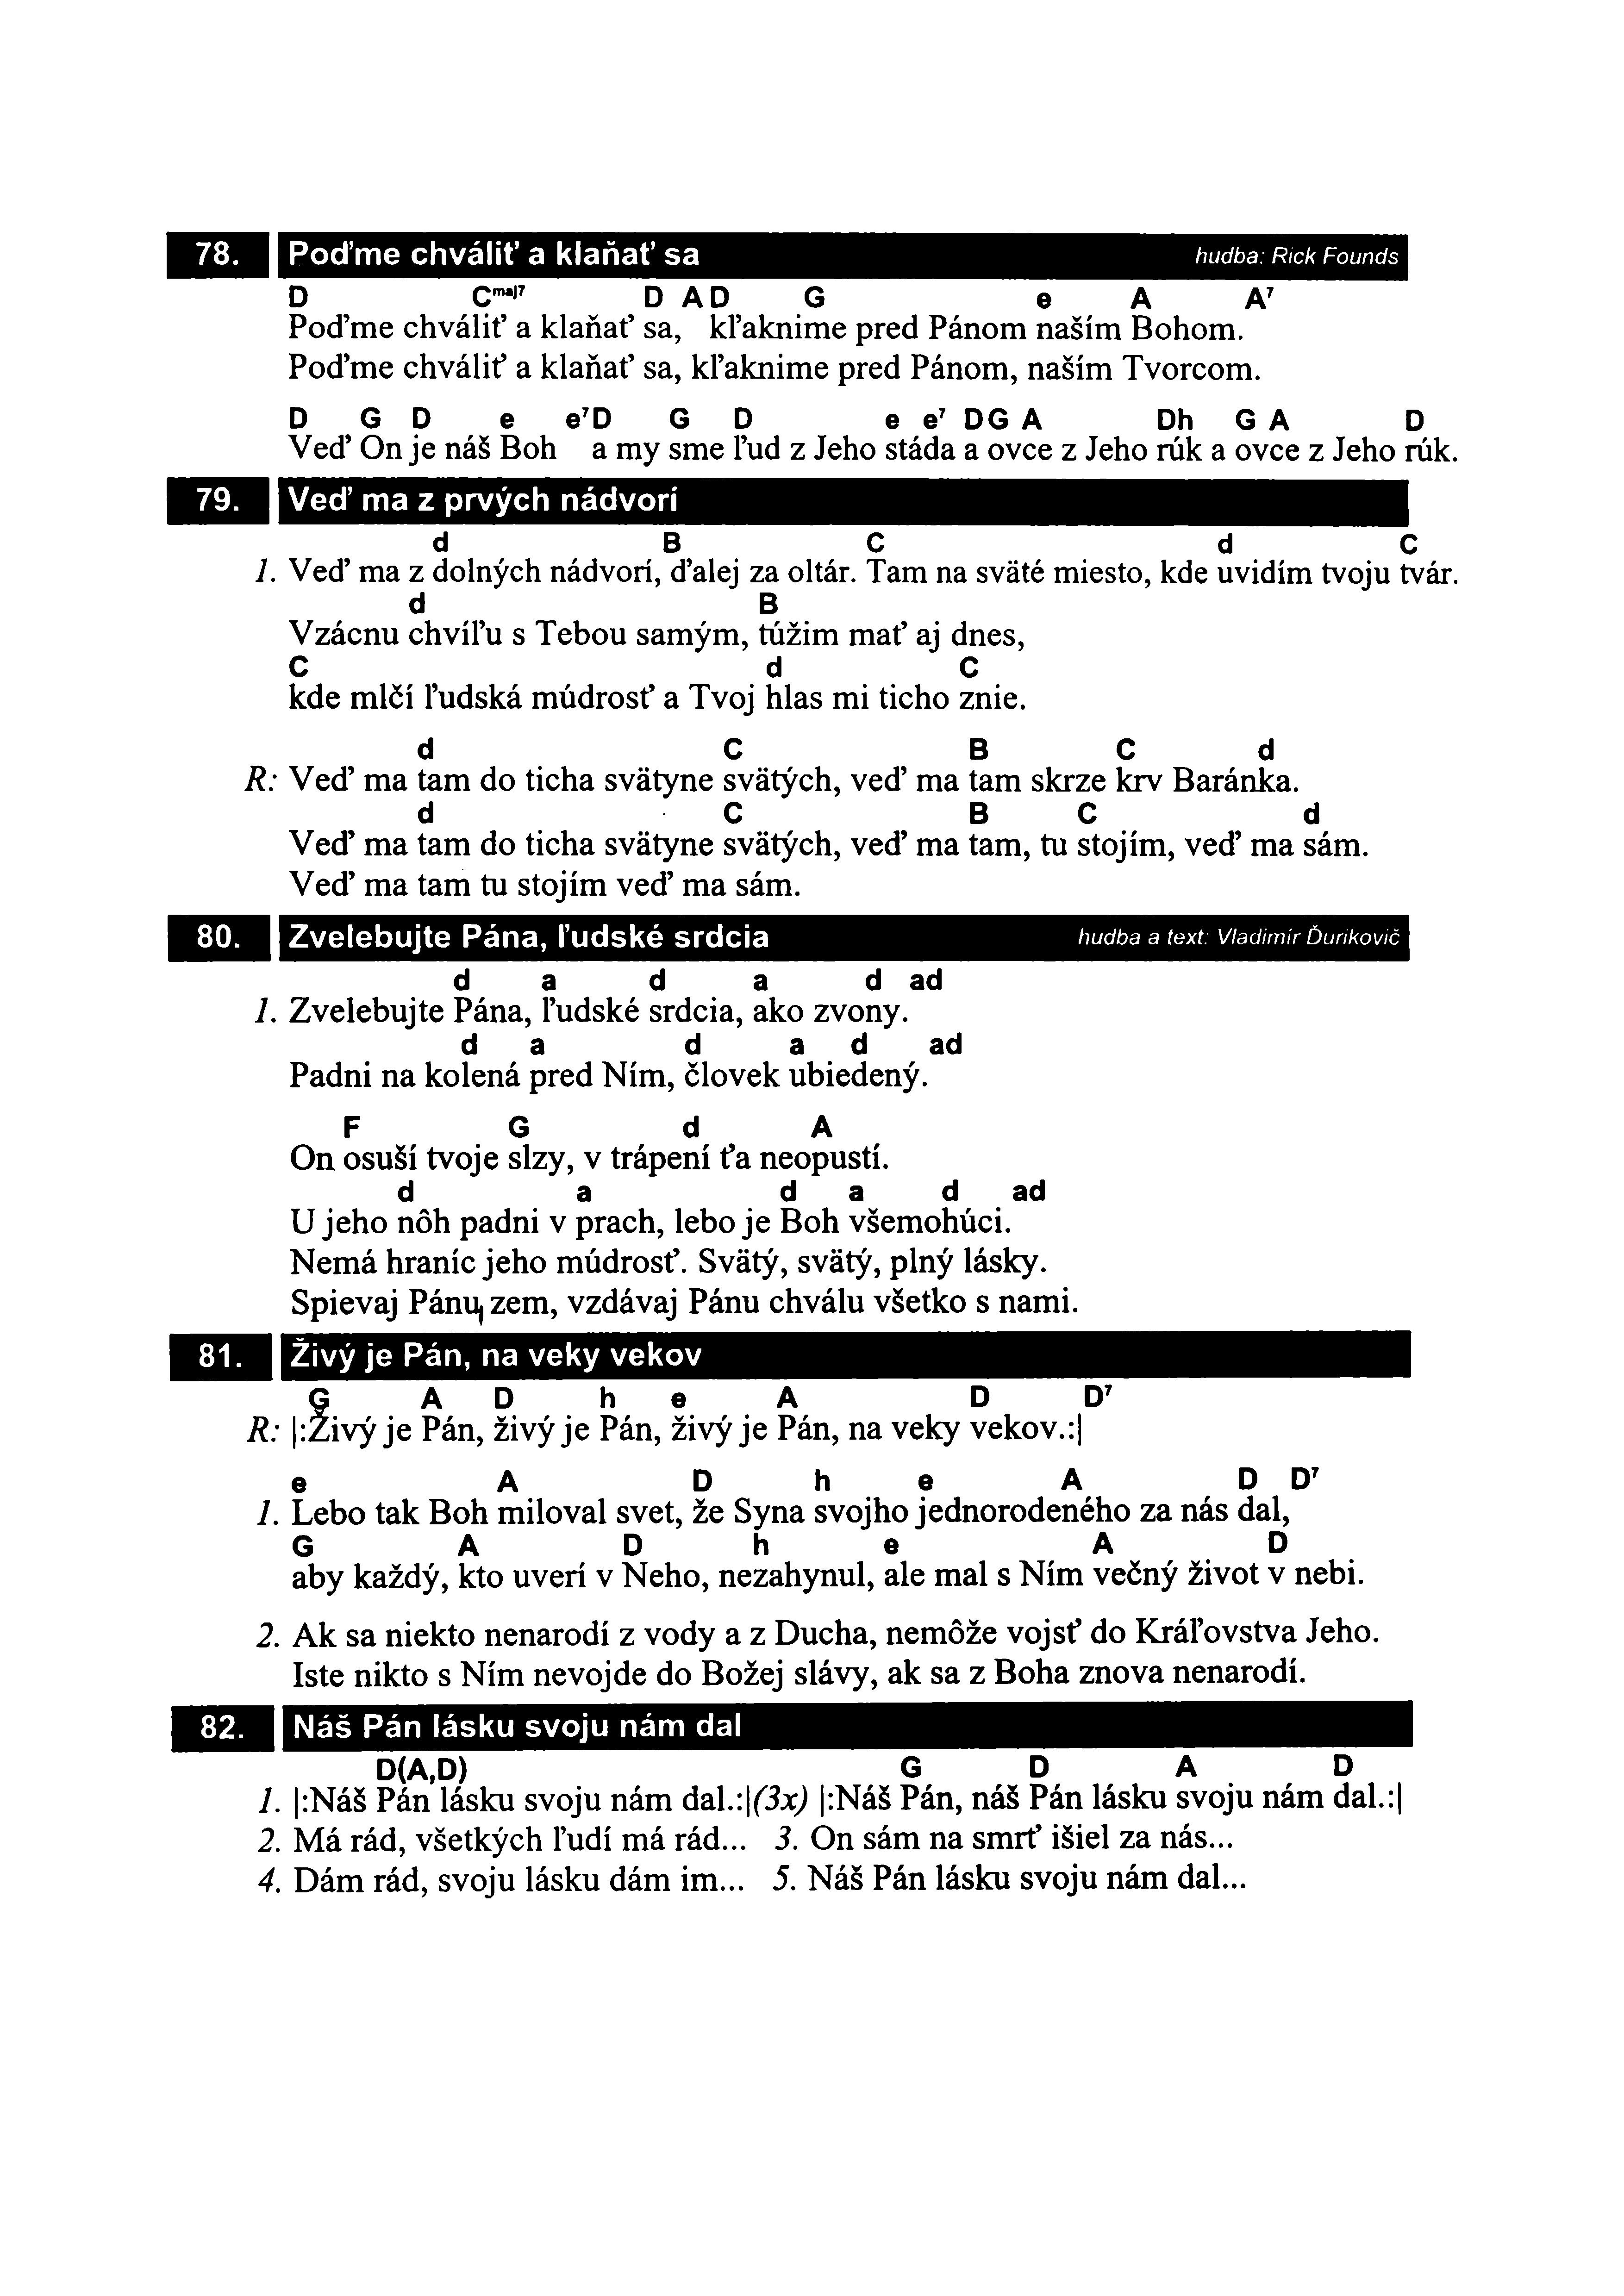 78. Poďme chváliť a klaňať sa hudba: Rick Founds
D Cmaj7 D A D G e A A7
Poďme chváliť a klaňať sa, kľaknime pred Pánom naším Bohom.
Poďme chváliť a klaňať sa, kľaknime pred Pánom, naším Tvorcom.
D G D e e7D G D e e7 DG A Dh G A D
Veď On je náš Boh a my sme ľud z Jeho stáda a ovce z Jeho rúk a ovce z Jeho rúk.
79. Veď ma z prvých nádvorí
d B C d C
1. Veď ma z dolných nádvorí, ďalej za oltár. Tam na sväté miesto, kde uvidím tvoju tvár.
d B
Vzácnu chvíľu s Tebou samým, túžim mať aj dnes,
C d C
kde mlčí ľudská múdrosť a Tvoj hlas mi ticho znie.
d C B C d
R: Veď ma tam do ticha svätyne svätých, veď ma tam skrze krv Baránka.
d C B C d
Veď ma tam do ticha svätyne svätých, veď ma tam, tu stojím, veď ma sám.
Veď ma tam tu stojím veď ma sám.
80. Zvelebujte Pána, ľudské srdcia hudba a text: Vladimír Ďurikovič
d a d a d ad
1. Zvelebujte Pána, ľudské srdcia, ako zvony.
d a d a d ad
Padni na kolená pred Ním, človek ubiedený.
F G d A
On osuší tvoje slzy, v trápení ťa neopustí.
d a d a d ad
U jeho nôh padni v prach, lebo je Boh všemohúci.
Nemá hraníc jeho múdrosť. Svätý, svätý, plný lásky.
Spievaj Pánu, zem, vzdávaj Pánu chválu všetko s nami.
81. Živý je Pán, na veky vekov
G A D h e A D D7
R: |:Živý je Pán, živý je Pán, živý je Pán, na veky vekov.:|
e A D h e A D D7
1. Lebo tak Boh miloval svet, že Syna svojho jednorodeného za nás dal,
G A D h e A D
aby každý, kto uverí v Neho, nezahynul, ale mal s Ním večný život v nebi.
2. Ak sa niekto nenarodí z vody a z Ducha, nemôže vojsť do Kráľovstva Jeho.
Iste nikto s Ním nevojde do Božej slávy, ak sa z Boha znova nenarodí.
82. Náš Pán lásku svoju nám dal
D(A,D) G D A D
1. |:Náš Pán lásku svoju nám dal.:|(3x) |:Náš Pán, náš Pán lásku svoju nám dal.:|
2. Má rád, všetkých ľudí má rád... 3. On sám na smrť išiel za nás...
4. Dám rád, svoju lásku dám im... 5. Náš Pán lásku svoju nám dal...